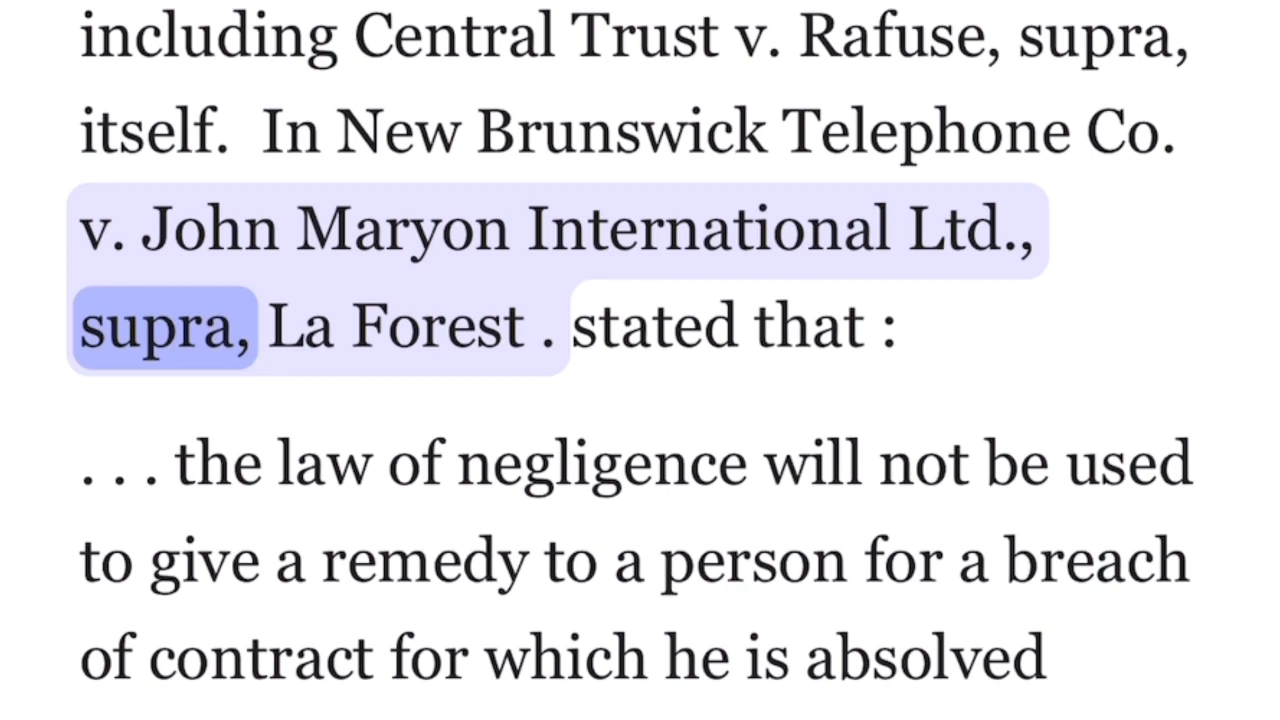 including Central Trust v. Rafuse, supra,
itself.  In New Brunswick Telephone Co.
v. John Maryon International Ltd.,
supra, La Forest . stated that :
. . . the law of negligence will not be used
to give a remedy to a person for a breach
of contract for which he is absolved